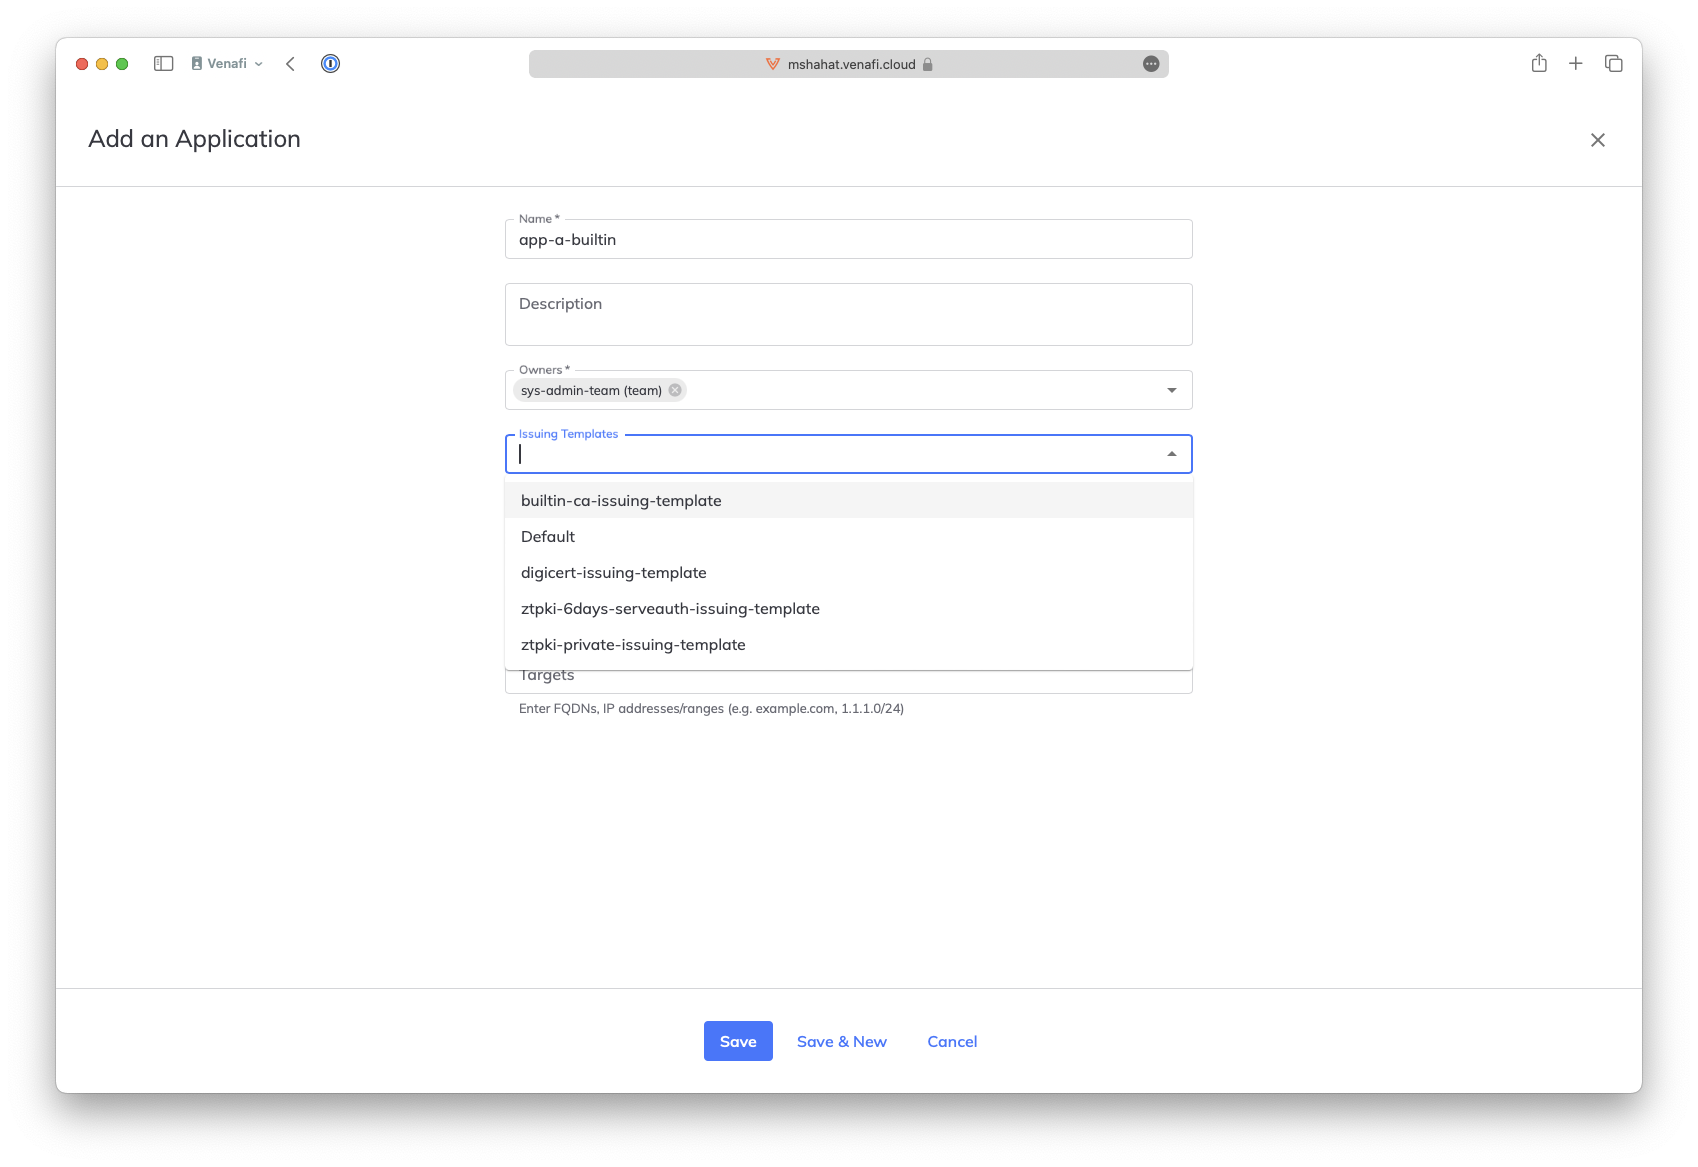 Venafi
mshahat.venafi.cloud
Add an Application
Name *
app-a-builtin
Description
Owners *
sys-admin-team (team)
Issuing Templates
builtin-ca-issuing-template
Default
digicert-issuing-template
ztpki-6days-serveauth-issuing-template
ztpki-private-issuing-template
Targets
Enter FQDNs, IP addresses/ranges (e.g. example.com, 1.1.1.0/24)
Save Save & New Cancel